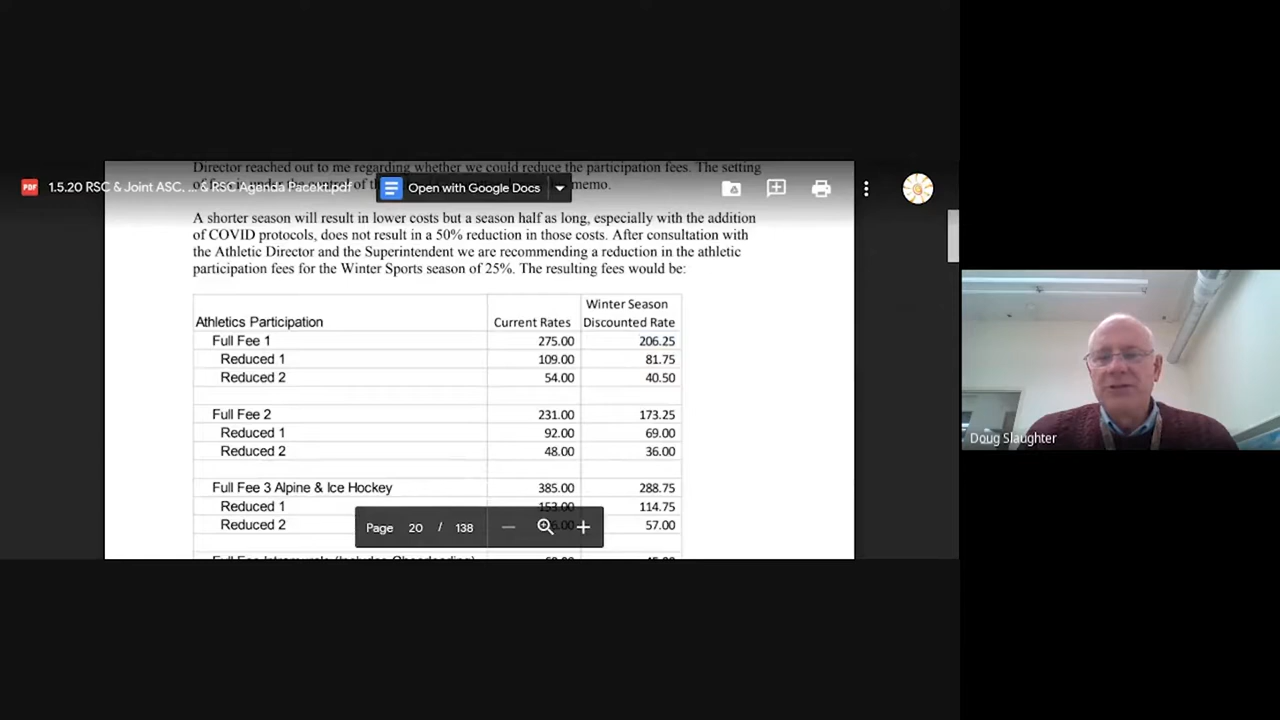 Director reached out to me regarding whether we could reduce the participation fees. The setting
memo.
PDF
1.5.20 RSC & Joint ASC. ... & RSC Agenda Pacekt.pdf
Open with Google Docs
A shorter season will result in lower costs but a season half as long, especially with the addition
of COVID protocols, does not result in a 50% reduction in those costs. After consultation with
the Athletic Director and the Superintendent we are recommending a reduction in the athletic
participation fees for the Winter Sports season of 25%. The resulting fees would be:
Winter Season
Athletics Participation Current Rates Discounted Rate
Full Fee 1 275.00 206.25
Reduced 1 109.00 81.75
Reduced 2 54.00 40.50
Full Fee 2 231.00 173.25
Reduced 1 92.00 69.00
Reduced 2 48.00 36.00
Full Fee 3 Alpine & Ice Hockey 385.00 288.75
Reduced 1 153.00 114.75
Reduced 2 57.00
Page 20 / 138
Full Fee Intramurals (Includes Cheerleading)
Doug Slaughter